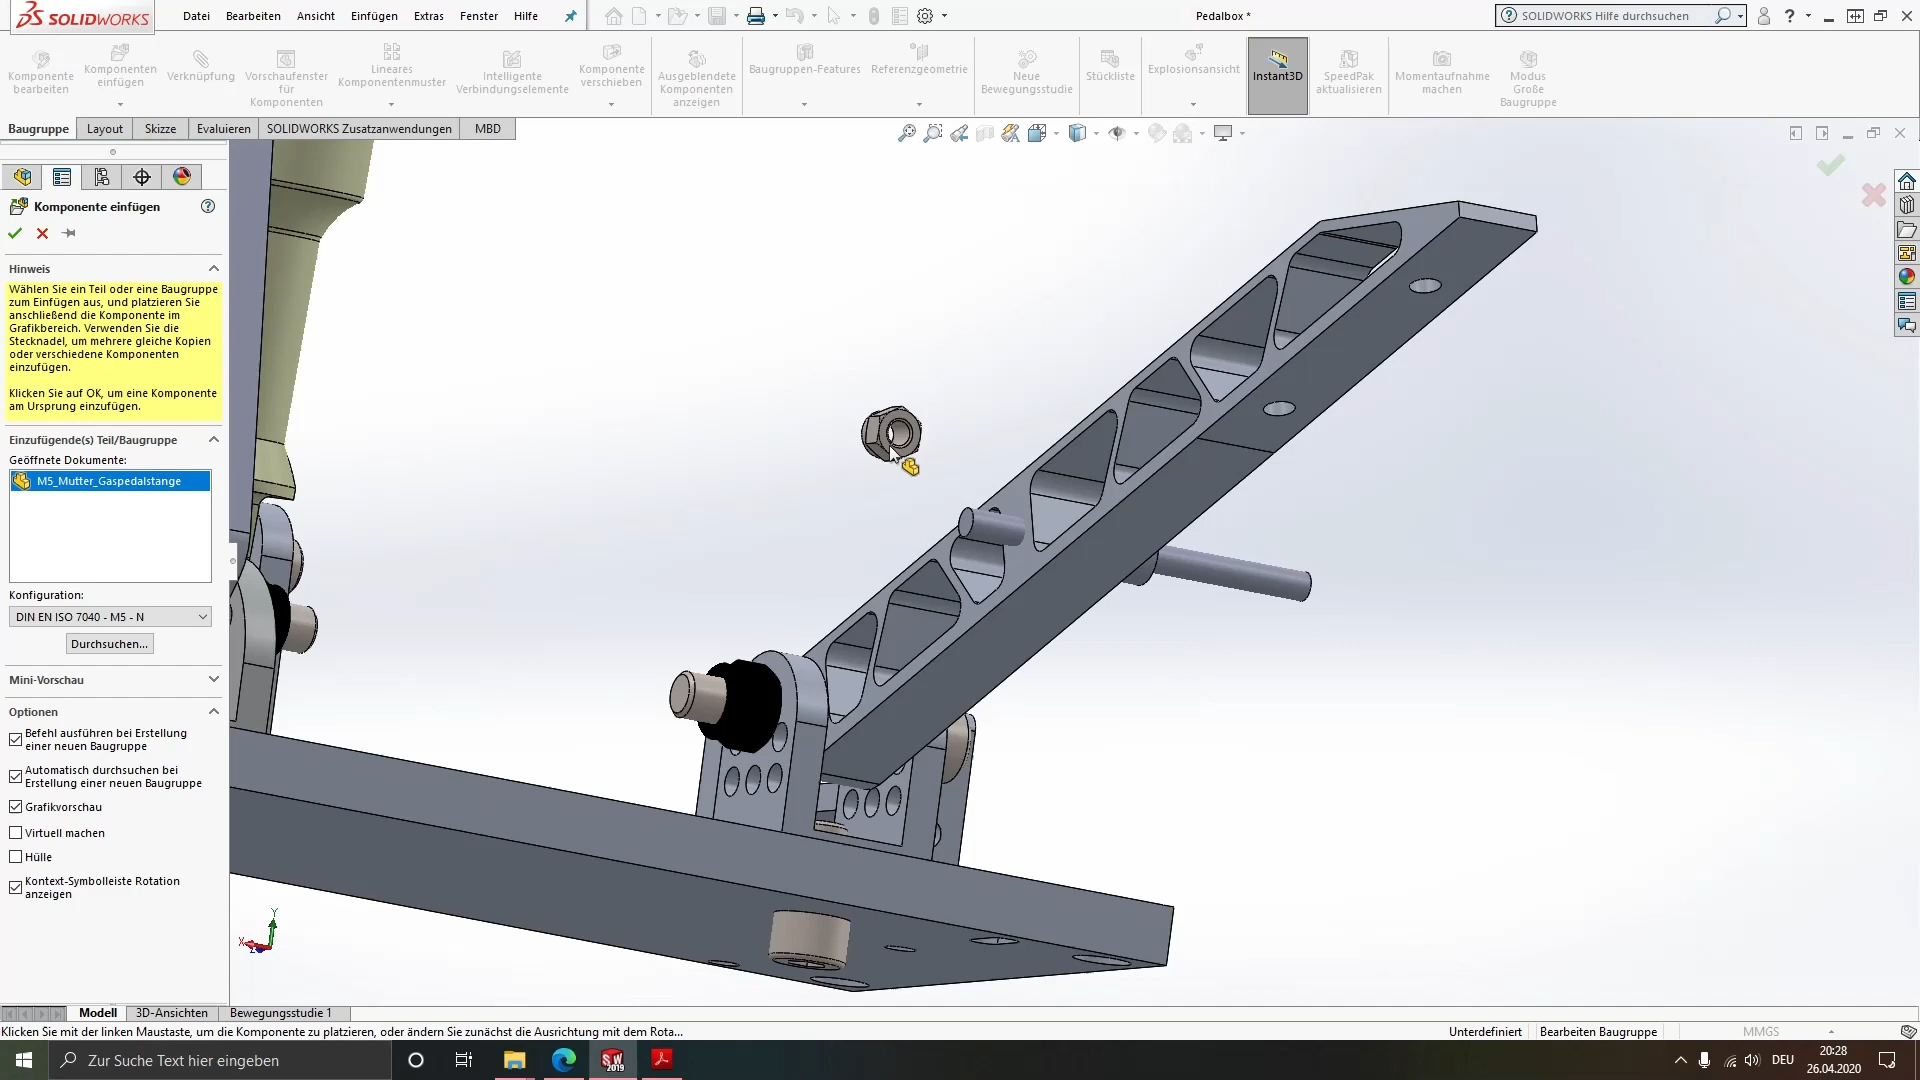 SOLIDWORKS
Datei Bearbeiten Ansicht Einfügen Extras Fenster Hilfe
Pedalbox *
SOLIDWORKS Hilfe durchsuchen
Komponente bearbeiten
Komponenten einfügen
Verknüpfung
Vorschaufenster für Komponenten
Lineares Komponentenmuster
Intelligente Verbindungselemente
Komponente verschieben
Ausgeblendete Komponenten anzeigen
Baugruppen-Features
Referenzgeometrie
Neue Bewegungsstudie
Stückliste
Explosionsansicht
Instant3D
SpeedPak aktualisieren
Momentaufnahme machen
Modus Große Baugruppe
Baugruppe Layout Skizze Evaluieren SOLIDWORKS Zusatzanwendungen MBD
Komponente einfügen
Hinweis
Wählen Sie ein Teil oder eine Baugruppe
zum Einfügen aus, und platzieren Sie
anschließend die Komponente im
Grafikbereich. Verwenden Sie die
Stecknadel, um mehrere gleiche Kopien
oder verschiedene Komponenten
einzufügen.
Klicken Sie auf OK, um eine Komponente
am Ursprung einzufügen.
Einzufügende(s) Teil/Baugruppe
Geöffnete Dokumente:
M5_Mutter_Gaspedalstange
Konfiguration:
DIN EN ISO 7040 - M5 - N
Durchsuchen...
Mini-Vorschau
Optionen
Befehl ausführen bei Erstellung
einer neuen Baugruppe
Automatisch durchsuchen bei
Erstellung einer neuen Baugruppe
Grafikvorschau
Virtuell machen
Hülle
Kontext-Symbolleiste Rotation
anzeigen
Y
X
Z
Modell 3D-Ansichten Bewegungsstudie 1
Klicken Sie mit der linken Maustaste, um die Komponente zu platzieren, oder ändern Sie zunächst die Ausrichtung mit dem Rota...
Unterdefiniert Bearbeiten Baugruppe MMGS
Zur Suche Text hier eingeben
SW 2019
DEU
20:28
26.04.2020